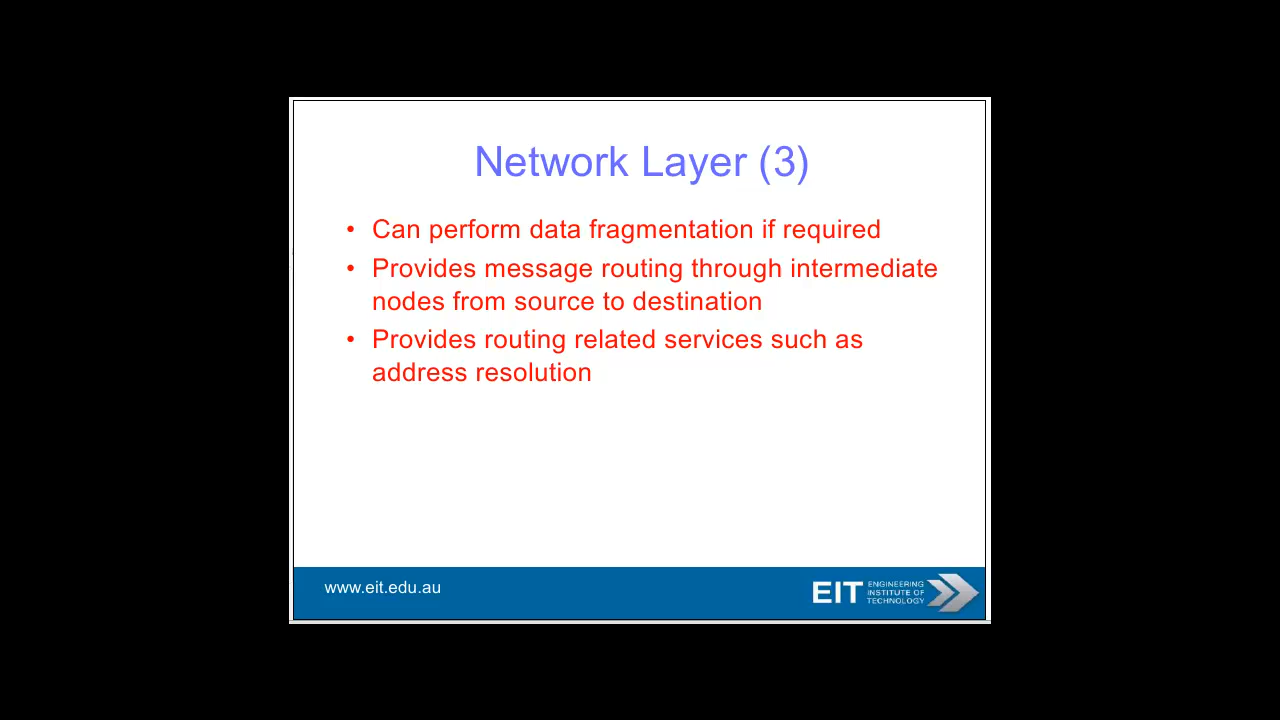 Network Layer (3)
• Can perform data fragmentation if required
• Provides message routing through intermediate
nodes from source to destination
• Provides routing related services such as
address resolution
www.eit.edu.au
EIT
ENGINEERING
INSTITUTE OF
TECHNOLOGY